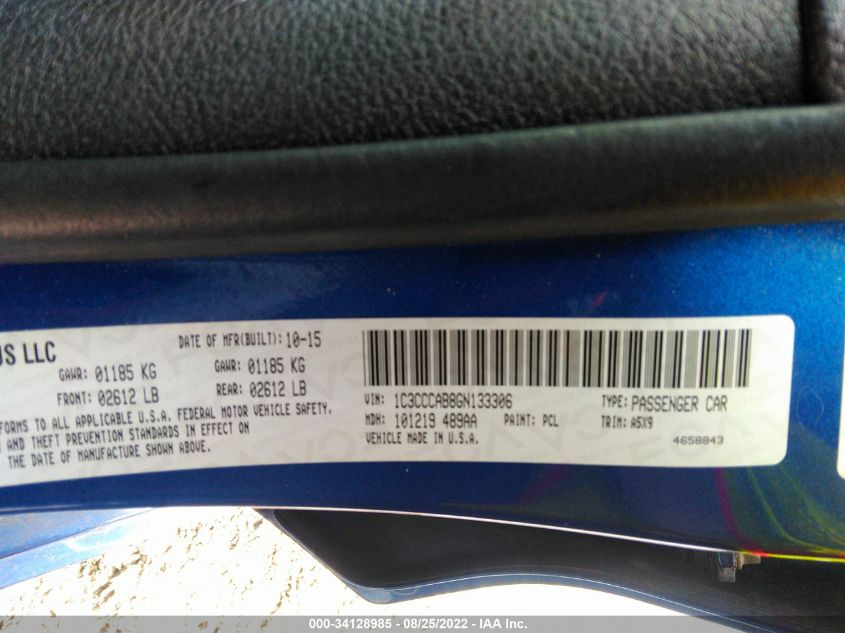 US LLC
DATE OF MFR(BUILT): 10-15
GAWR: 01185 KG GAWR: 01185 KG
FRONT: 02612 LB REAR: 02612 LB
FORMS TO ALL APPLICABLE U.S.A. FEDERAL MOTOR VEHICLE SAFETY,
AND THEFT PREVENTION STANDARDS IN EFFECT ON
THE DATE OF MANUFACTURE SHOWN ABOVE.
VIN: 1C3CCCAB8GN133306 TYPE: PASSENGER CAR
MDH: 101219 489AA PAINT: PCL TRIM: A5X9
VEHICLE MADE IN U.S.A. 4658843
000-34128985 - 08/25/2022 - IAA Inc.